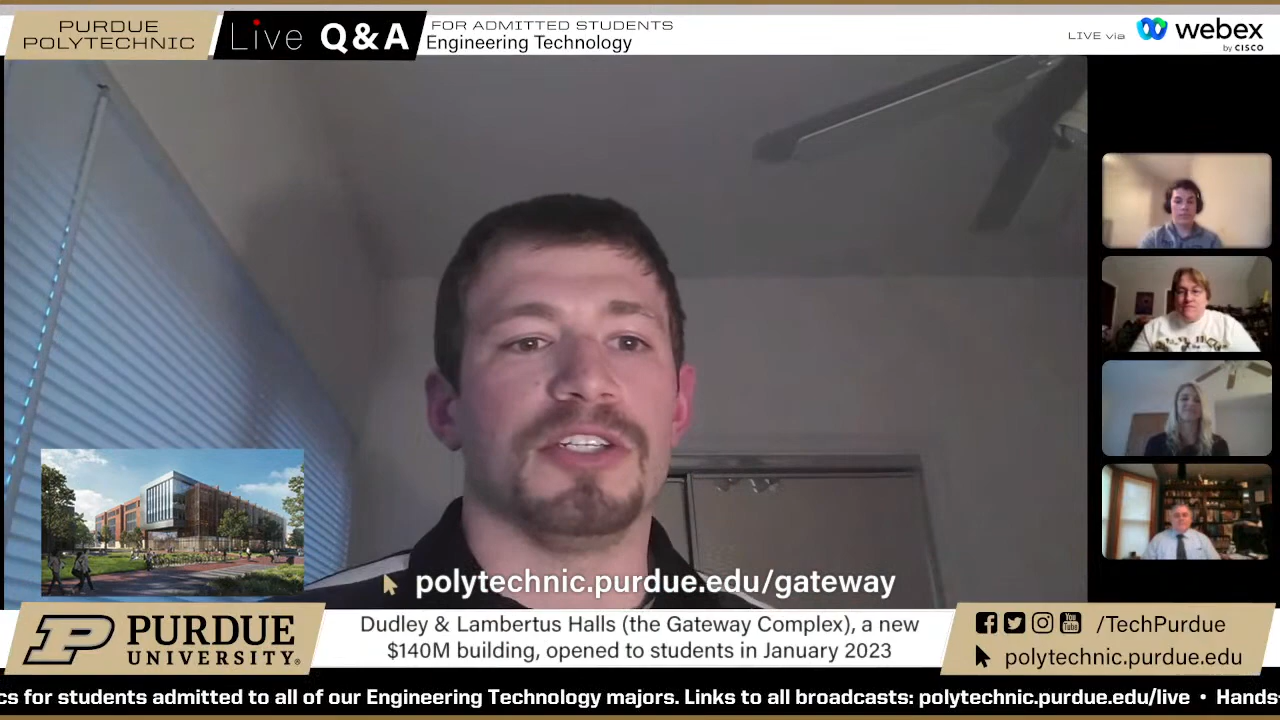 PURDUE
POLYTECHNIC
Live Q&A
FOR ADMITTED STUDENTS
Engineering Technology
LIVE via webex
by CISCO
polytechnic.purdue.edu/gateway
PURDUE
UNIVERSITY®
Dudley & Lambertus Halls (the Gateway Complex), a new
$140M building, opened to students in January 2023
You
Tube
/TechPurdue
polytechnic.purdue.edu
cs for students admitted to all of our Engineering Technology majors. Links to all broadcasts: polytechnic.purdue.edu/live • Hands-